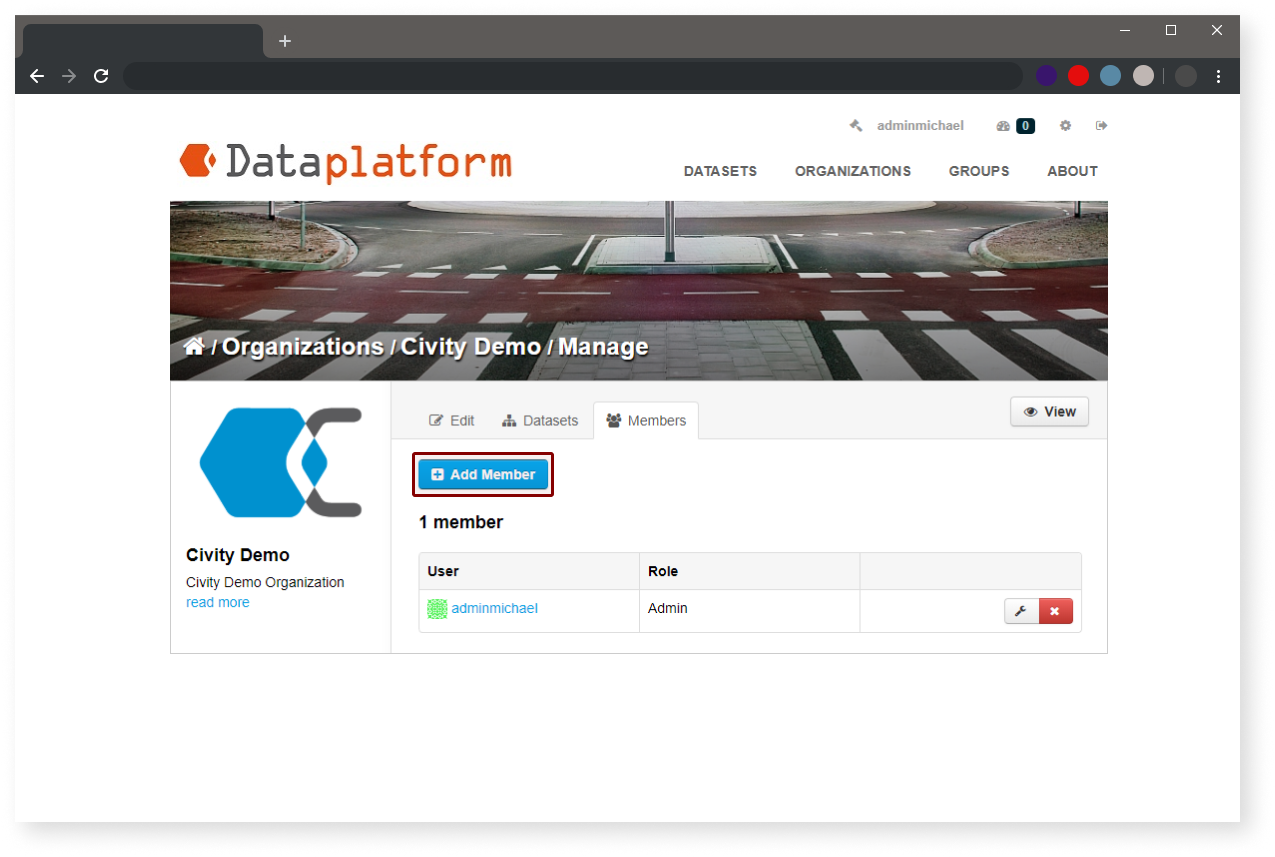 adminmichael 0
Dataplatform
DATASETS ORGANIZATIONS GROUPS ABOUT
/ Organizations / Civity Demo / Manage
Edit Datasets Members View
Add Member
1 member
Civity Demo
Civity Demo Organization
read more
User Role
adminmichael Admin